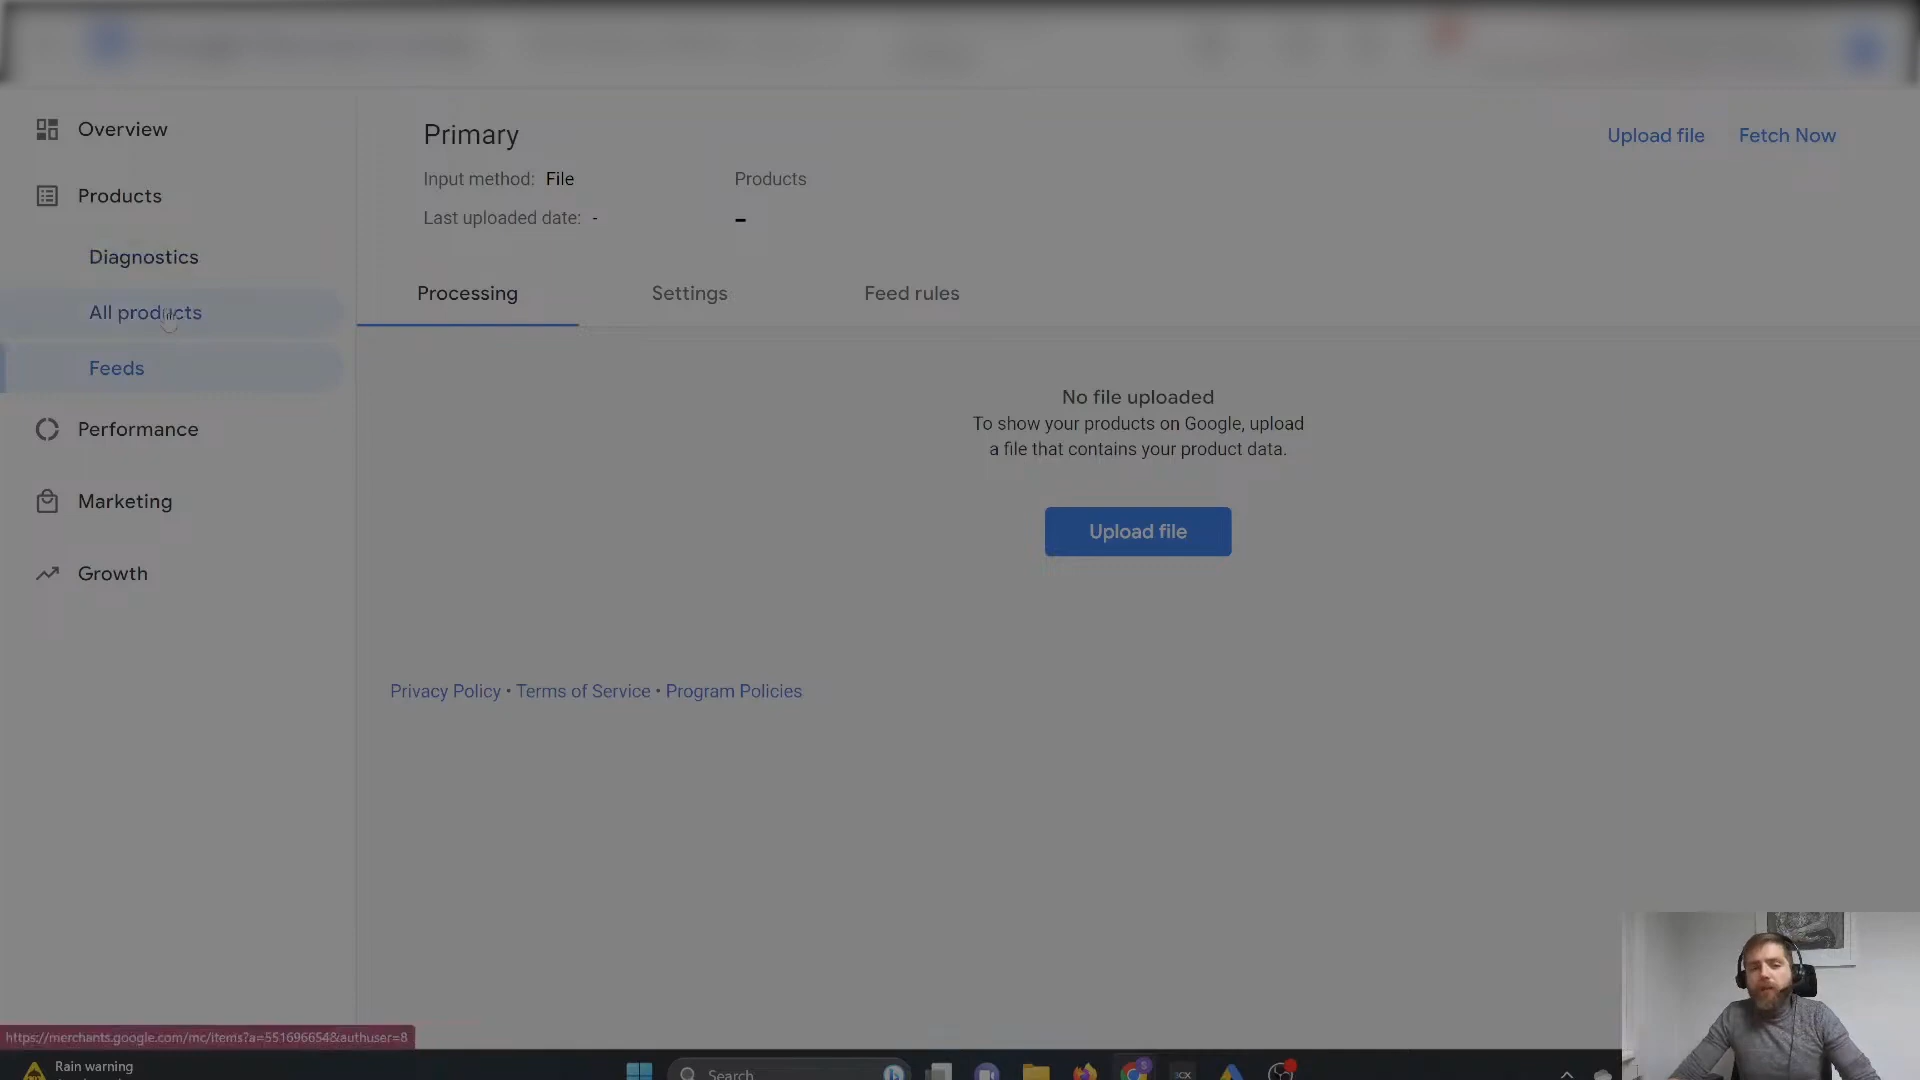 Overview
Products
Diagnostics
All products
Feeds
Performance
Marketing
Growth
Primary
Upload file
Fetch Now
Input method: File
Products
Last uploaded date: -
–
Processing
Settings
Feed rules
No file uploaded
To show your products on Google, upload
a file that contains your product data.
Upload file
Privacy Policy • Terms of Service • Program Policies
https://merchants.google.com/mc/items?a=551696654&authuser=8
Rain warning
Search